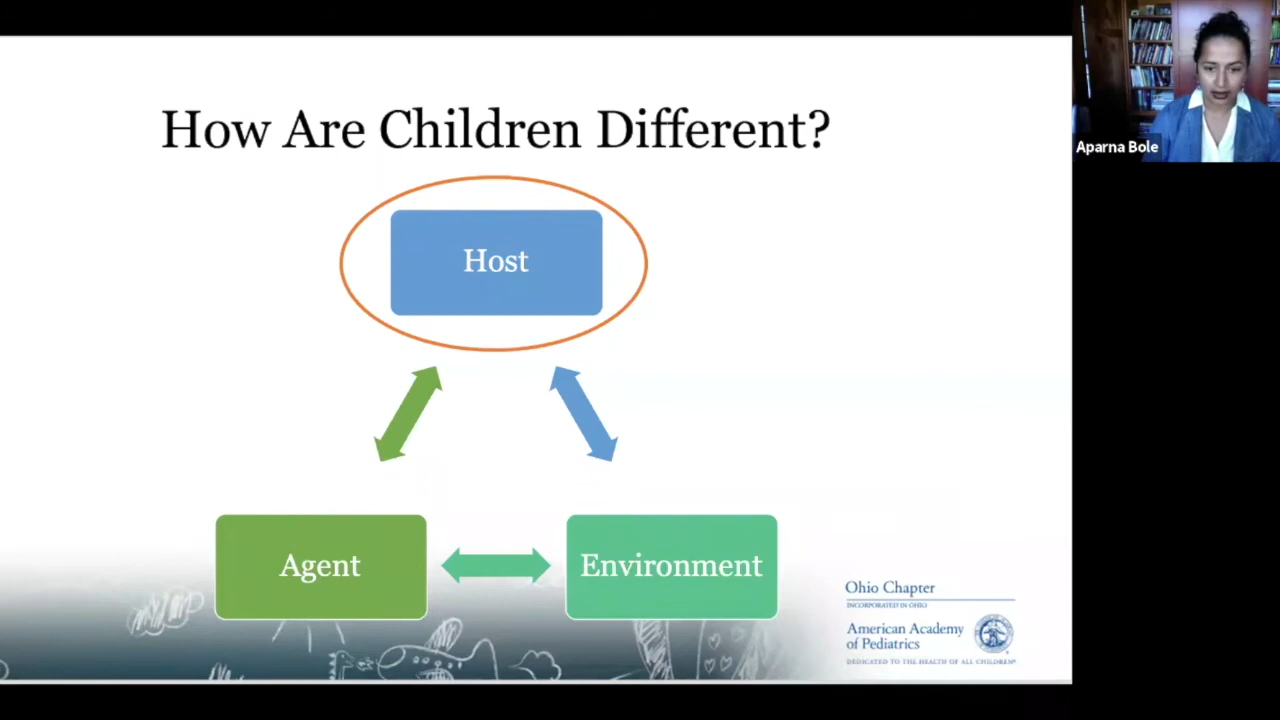 How Are Children Different?
Aparna Bole
Host
Agent
Environment
Ohio Chapter
INCORPORATED IN OHIO
American Academy
of Pediatrics
DEDICATED TO THE HEALTH OF ALL CHILDREN®